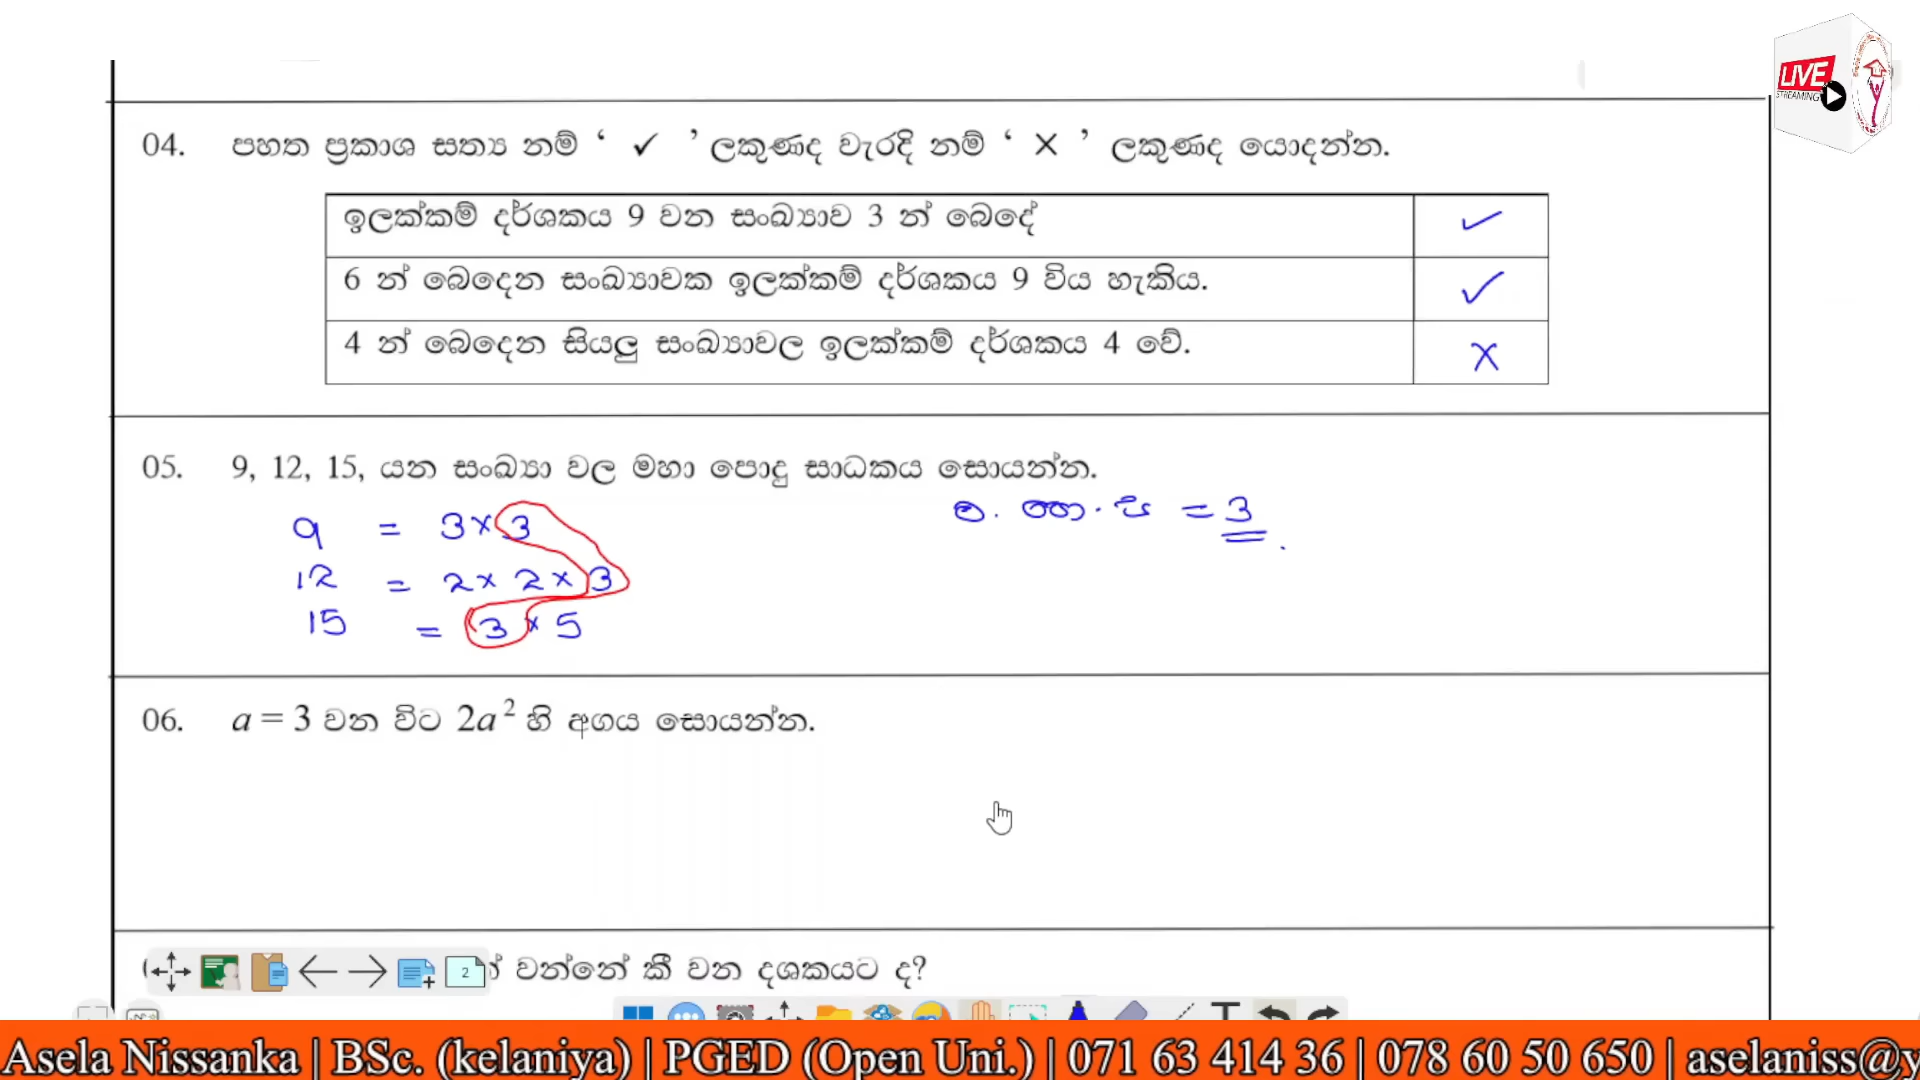 LIVE
STREAMING
04. පහත ප්‍රකාශ සත්‍ය නම් ‘ ✓ ’ ලකුණද වැරදි නම් ‘ X ’ ලකුණද යොදන්න.
ඉලක්කම් දර්ශකය 9 වන සංඛ්‍යාව 3 න් බෙදේ ✓
6 න් බෙදෙන සංඛ්‍යාවක ඉලක්කම් දර්ශකය 9 විය හැකිය. ✓
4 න් බෙදෙන සියලු සංඛ්‍යාවල ඉලක්කම් දර්ශකය 4 වේ. X
05. 9, 12, 15, යන සංඛ්‍යා වල මහා පොදු සාධකය සොයන්න.
9 = 3 × 3
12 = 2 × 2 × 3
15 = 3 × 5
= 3
06. a = 3 වන විට 2a² හි අගය සොයන්න.
වන්නේ කී වන දශකයට ද?
2
Asela Nissanka | BSc. (kelaniya) | PGED (Open Uni.) | 071 63 414 36 | 078 60 50 650 | aselaniss@y